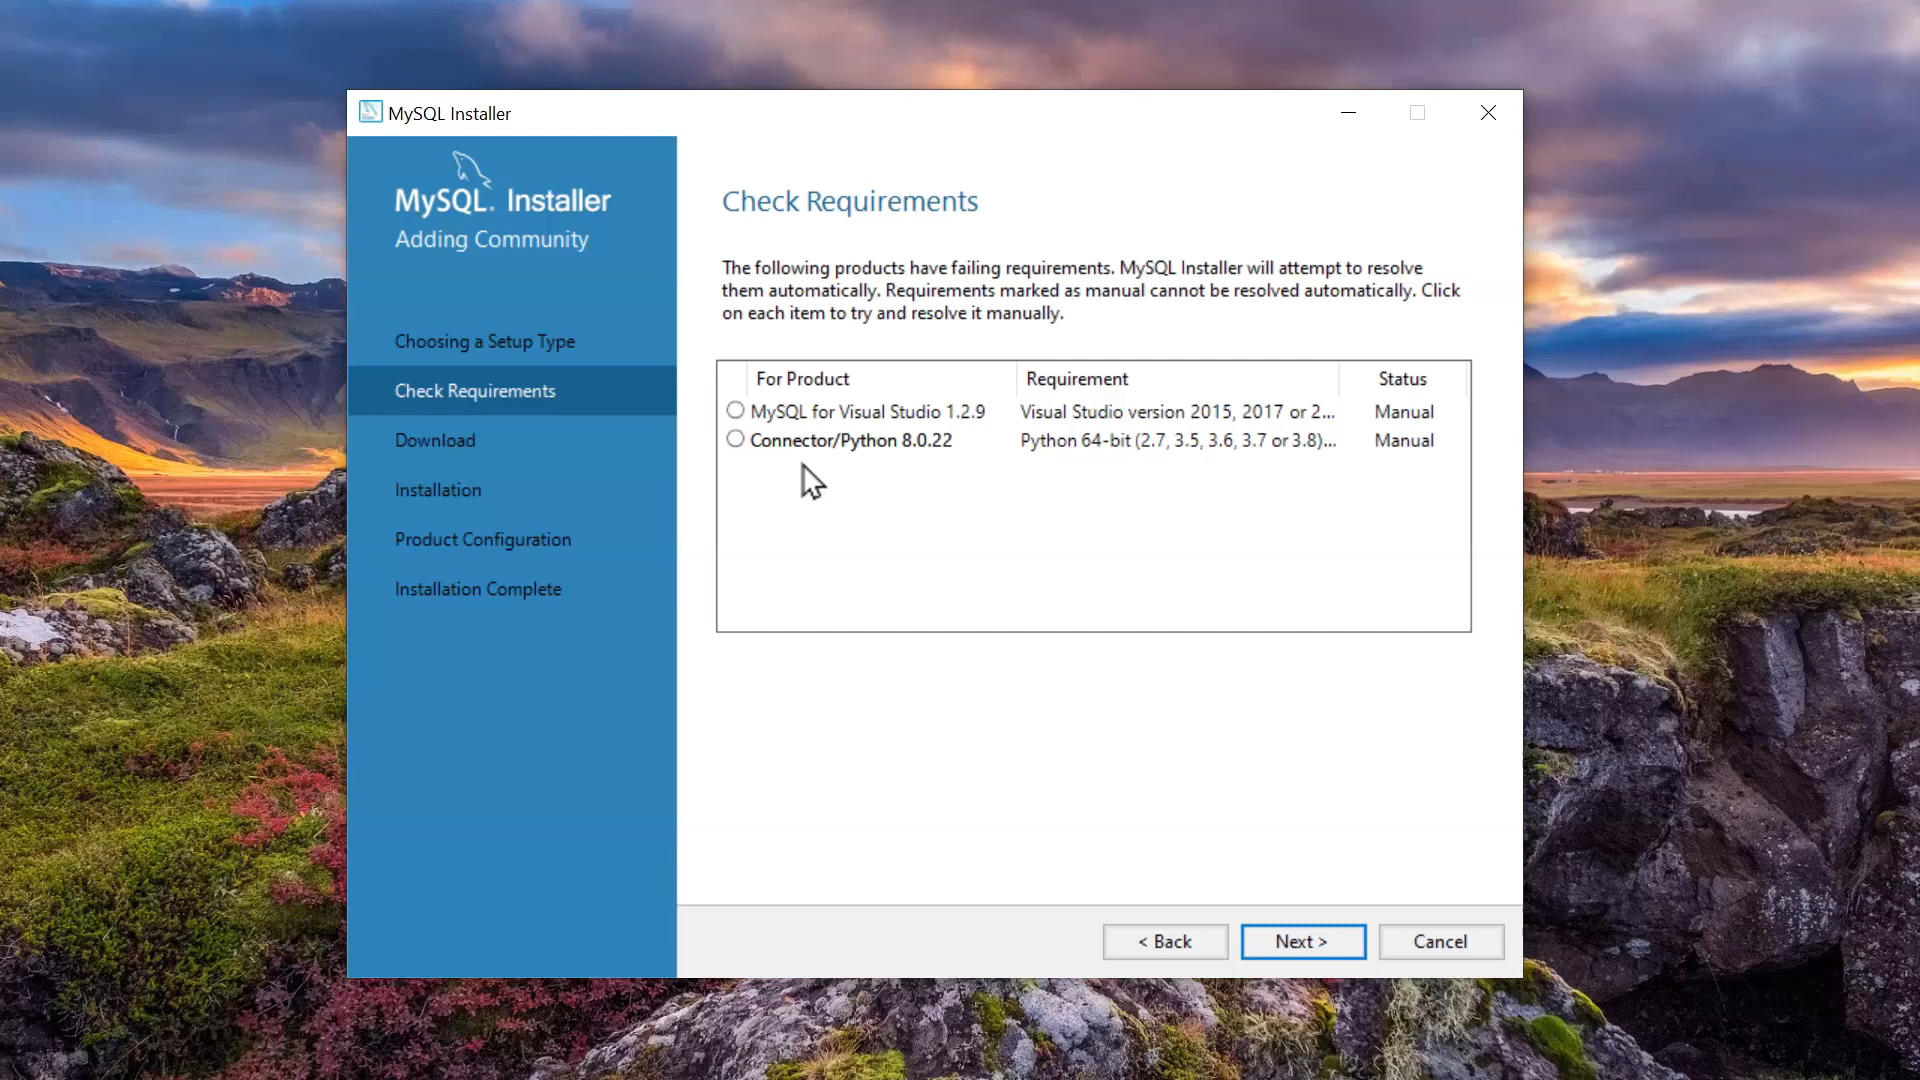 MySQL Installer
MySQL. Installer
Adding Community
Choosing a Setup Type
Check Requirements
Download
Installation
Product Configuration
Installation Complete
Check Requirements
The following products have failing requirements. MySQL Installer will attempt to resolve
them automatically. Requirements marked as manual cannot be resolved automatically. Click
on each item to try and resolve it manually.
For Product Requirement Status
MySQL for Visual Studio 1.2.9 Visual Studio version 2015, 2017 or 2... Manual
Connector/Python 8.0.22 Python 64-bit (2.7, 3.5, 3.6, 3.7 or 3.8)... Manual
< Back Next > Cancel